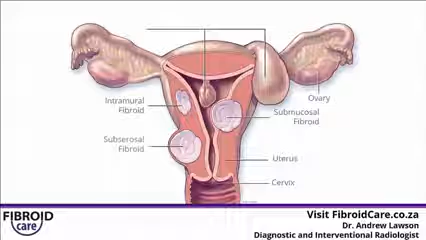 Intramural
Fibroid
Ovary
Submucosal
Fibroid
Subserosal
Fibroid
Uterus
Cervix
FIBROID
care
Visit FibroidCare.co.za
Dr. Andrew Lawson
Diagnostic and Interventional Radiologist